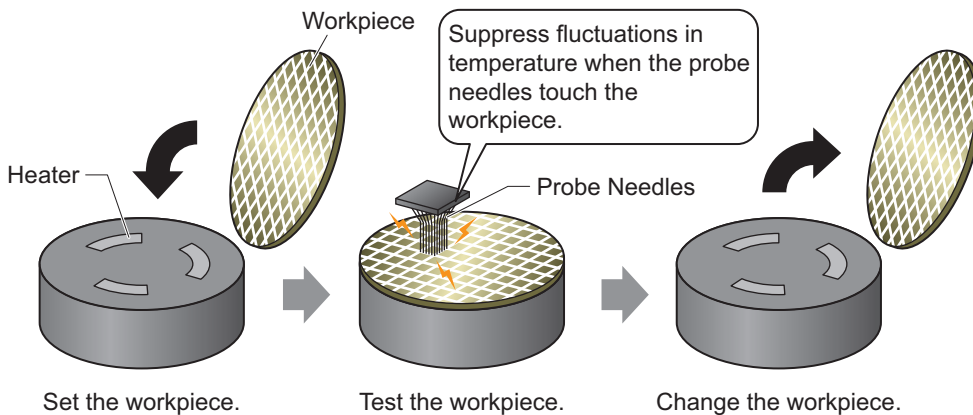 Workpiece
Suppress fluctuations in
temperature when the probe
needles touch the
workpiece.
Heater
Probe Needles
Set the workpiece.
Test the workpiece.
Change the workpiece.